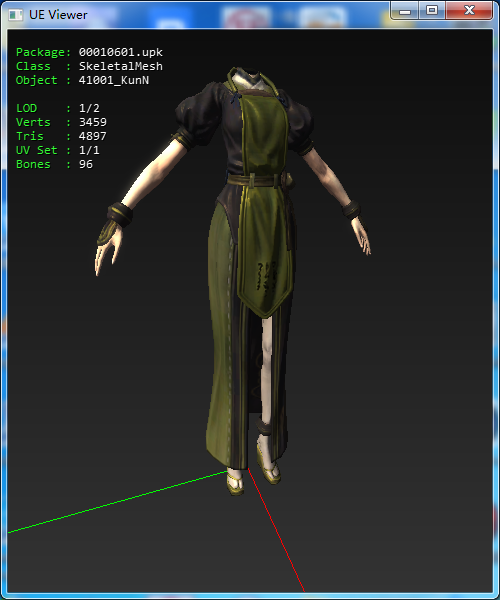 UE Viewer
Package: 00010601.upk
Class : SkeletalMesh
Object : 41001_KunN
LOD : 1/2
Verts : 3459
Tris : 4897
UV Set : 1/1
Bones : 96